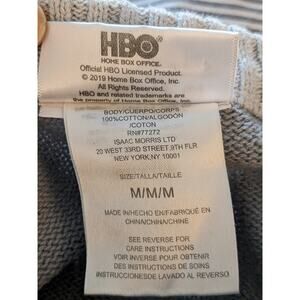 HBO
HOME BOX OFFICE®
Official HBO Licensed Product.
© 2019 Home Box Office, Inc.
All Rights Reserved.
HBO and related trademarks are
the property of Home Box Office, Inc.
BODY/CUERPO/CORPS
100%COTTON/ALGODON
/COTON
RN#77272
ISAAC MORRIS LTD
20 WEST 33RD STREET,9TH FLR
NEW YORK,NY 10001
SIZE/TALLA/TAILLE
M/M/M
MADE IN/HECHO EN/FABRIQUÉ EN
CHINA/CHINA/CHINE
SEE REVERSE FOR
CARE INSTRUCTIONS
VOIR INVERSE POUR OBTENIR
DES INSTRUCTIONS DE SOINS
INSTRUCCIONESDE LAVADO AL REVERSO